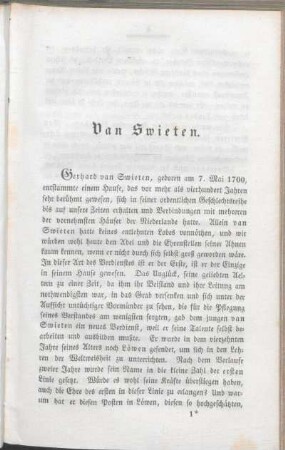 Van Swieten.
Gerhard van Swieten, geboren am 7. Mai 1700,
entstammte einem Hause, das vor mehr als vierhundert Jahren
sehr berühmt gewesen, sich in seiner ordentlichen Geschlechtsreihe
bis auf unsere Zeiten erhalten und Verbindungen mit mehreren
der vornehmsten Häuser der Niederlande hatte. Allein van
Swieten hatte keines entlehnten Lobes vonnöthen, und wir
würden wohl heute den Adel und die Ehrenstellen seiner Ahnen
kaum kennen, wenn er nicht durch sich selbst groß geworden wäre.
In dieser Art des Verdienstes ist er der Erste, ist er der Einzige
in seinem Hause gewesen. Das Unglück, seine geliebten Ael-
tern zu einer Zeit, da ihm ihr Beistand und ihre Leitung am
nothwendigsten war, in das Grab versenken und sich unter der
Aufsicht unrühriger Vormünder zu sehen, die für die Pflegung
seines Verstandes am wenigsten sorgten, gab dem jungen van
Swieten ein neues Verdienst, weil er seine Talente selbst be-
arbeiten und ausbilden mußte. Er wurde in dem vierzehnten
Jahre seines Alters nach Löwen gesendet, um sich in den Leh-
ren der Weltweisheit zu unterrichten. Nach dem Verlaufe
zweier Jahre wurde sein Name in die kleine Zahl der ersten
Linie gesetzt. Würde es wohl seine Kräfte überstiegen haben,
auch die Ehre des ersten in dieser Linie zu erlangen? und war-
um hat er diesen Posten in Löwen, diesen so hochgeschätzten,
1*